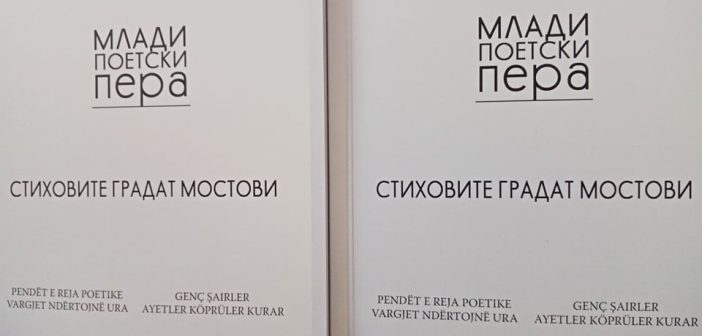 МЛАДИ
ПОЕТСКИ
пера
СТИХОВИТЕ ГРАДАТ МОСТОВИ
PENDËT E REJA POETIKE
VARGJET NDËRTOJNË URA
GENÇ ŞAIRLER
AYETLER KÖPRÜLER KURAR
МЛАДИ
ПОЕТСКИ
пера
СТИХОВИТЕ ГРАДАТ МОСТОВИ
PENDËT E REJA POETIKE
VARGJET NDËRTOJNË URA
GENÇ ŞAIRLER
AYETLER KÖPRÜLER KURAR